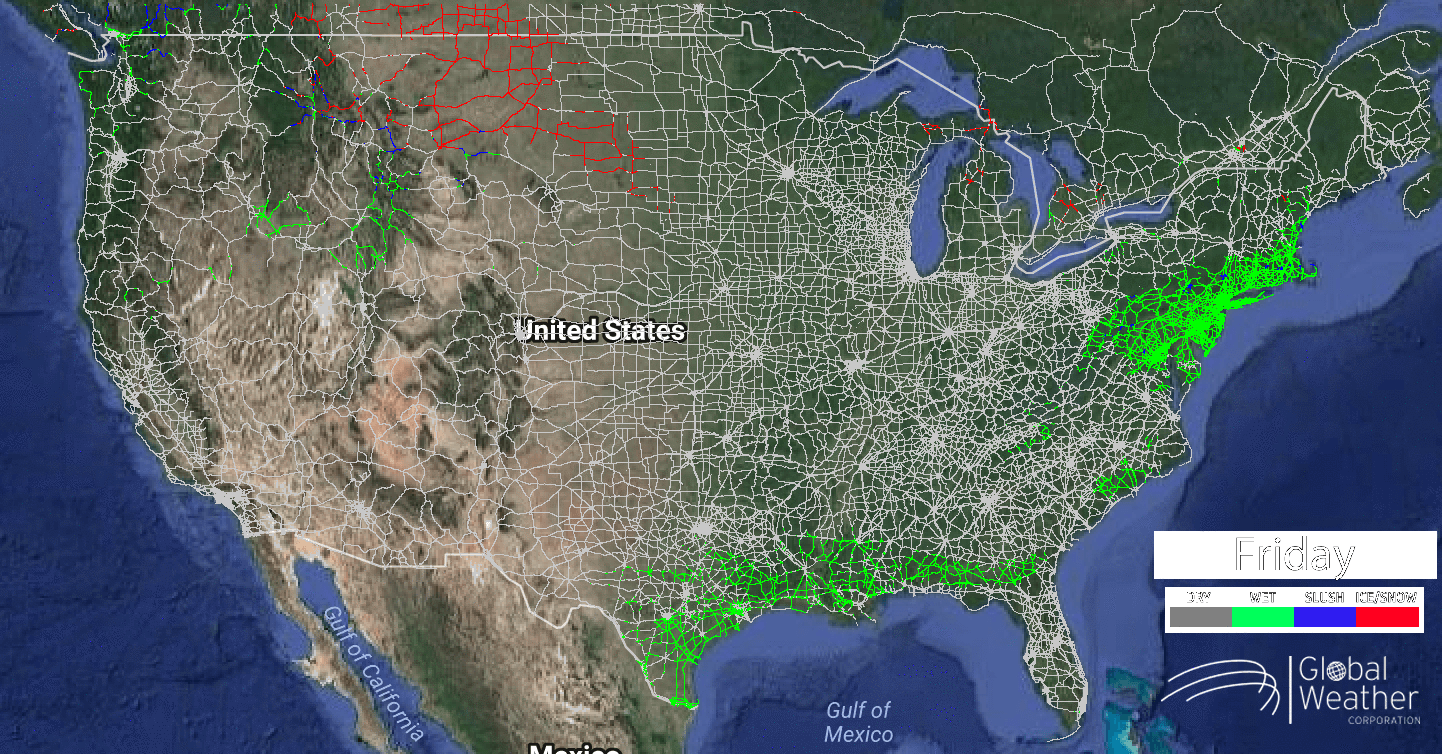 United States
Friday
DRY WET SLUSH ICE/SNOW
Gulf of California
Global
Weather
CORPORATION
Gulf of
Mexico
Mexico